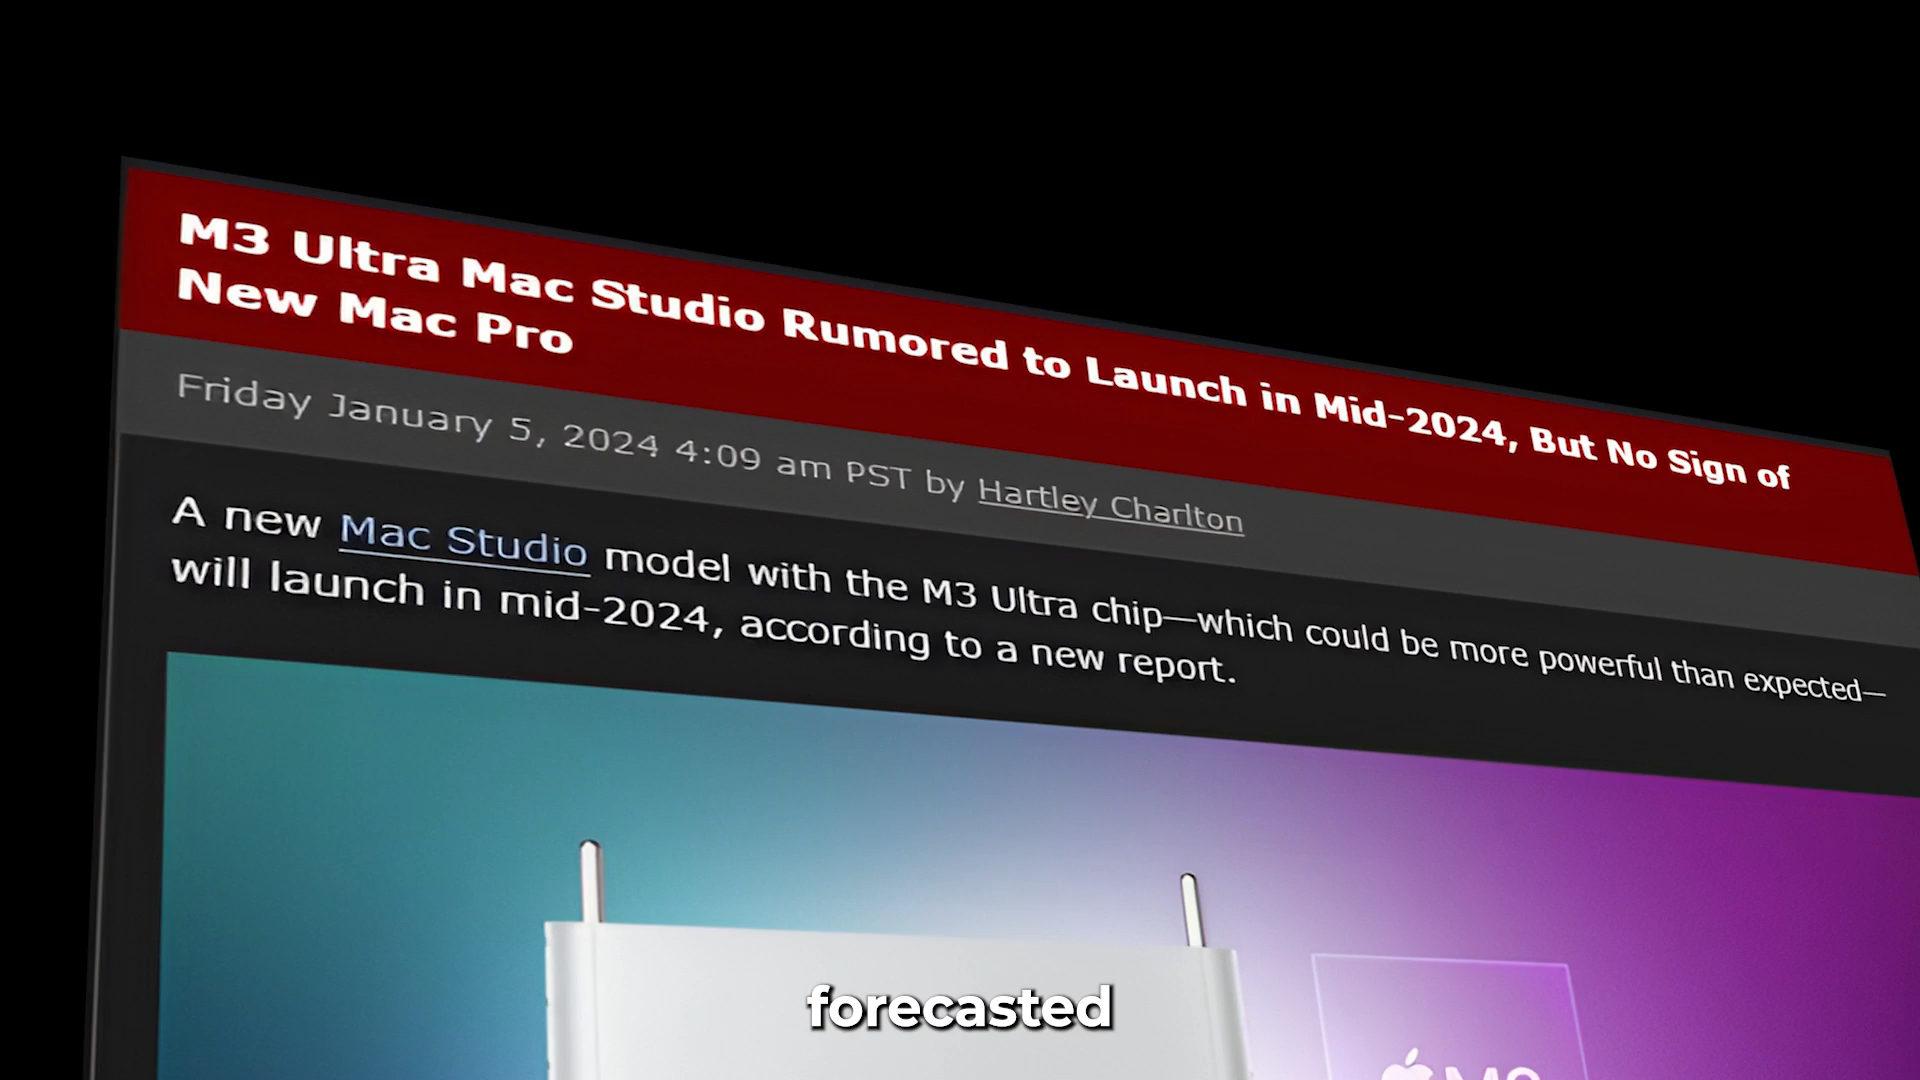 M3 Ultra Mac Studio Rumored to Launch in Mid-2024, But No Sign of
New Mac Pro
Friday January 5, 2024 4:09 am PST by Hartley Charlton
A new Mac Studio model with the M3 Ultra chip—which could be more powerful than expected—
will launch in mid-2024, according to a new report.
forecasted